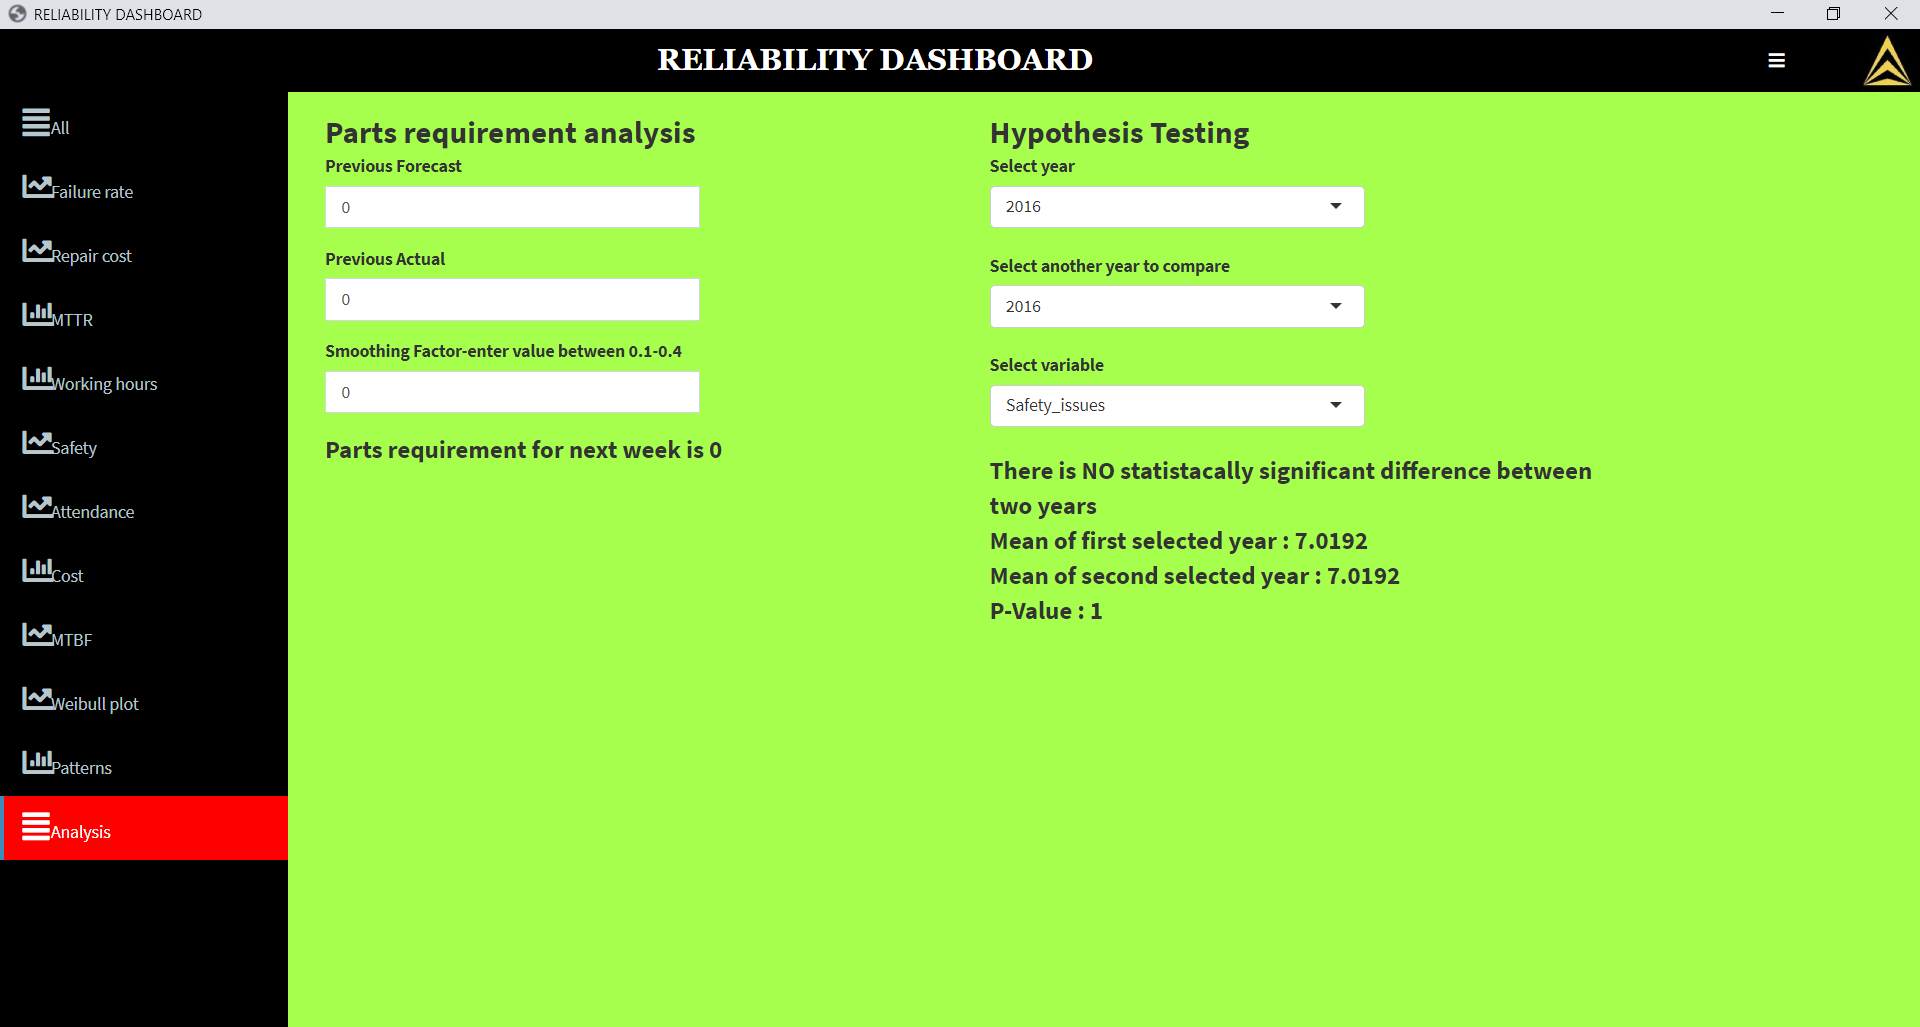 RELIABILITY DASHBOARD
RELIABILITY DASHBOARD
All
Failure rate
Repair cost
MTTR
Working hours
Safety
Attendance
Cost
MTBF
Weibull plot
Patterns
Analysis
Parts requirement analysis
Previous Forecast
0
Previous Actual
0
Smoothing Factor-enter value between 0.1-0.4
0
Parts requirement for next week is 0
Hypothesis Testing
Select year
2016
Select another year to compare
2016
Select variable
Safety_issues
There is NO statistacally significant difference between
two years
Mean of first selected year : 7.0192
Mean of second selected year : 7.0192
P-Value : 1